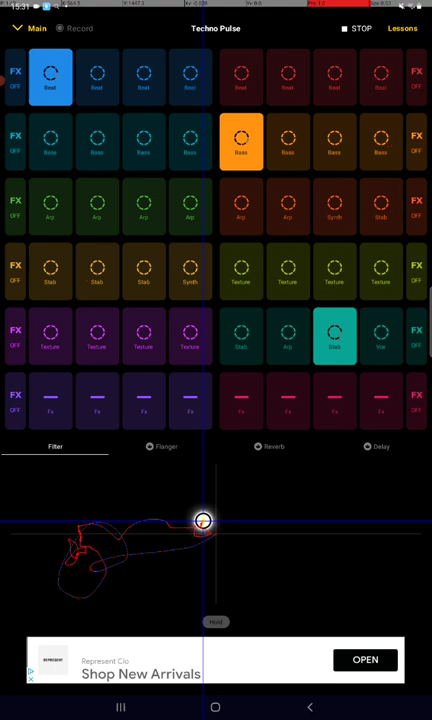 15:31
Main Record Techno Pulse STOP Lessons
FX OFF Beat Beat Beat Beat Beat Beat Beat Beat FX OFF
FX OFF Bass Bass Bass Bass Bass Bass Bass Bass FX OFF
FX OFF Arp Arp Arp Arp Arp Arp Synth Stab FX OFF
FX OFF Stab Stab Stab Synth Texture Texture Texture Texture FX OFF
FX OFF Texture Texture Texture Texture Stab Arp Stab Vox FX OFF
FX OFF Fx Fx Fx Fx Fx Fx Fx Fx FX OFF
Filter Flanger Reverb Delay
Hold
REPRESENT
Represent Clo
Shop New Arrivals
OPEN